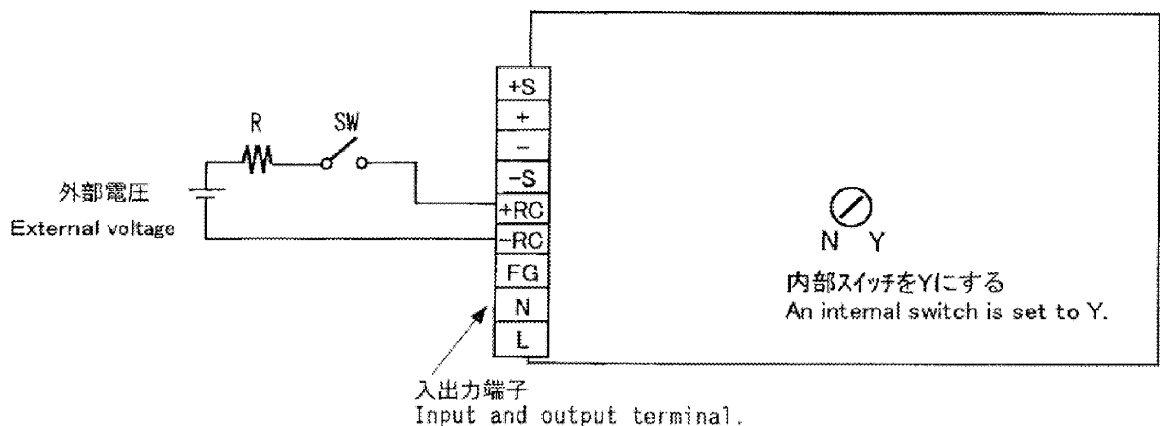 R
SW
外部電圧
External voltage
+S
+
-
-S
+RC
-RC
FG
N
L
N Y
内部スイッチをYにする
An internal switch is set to Y.
入出力端子
Input and output terminal.